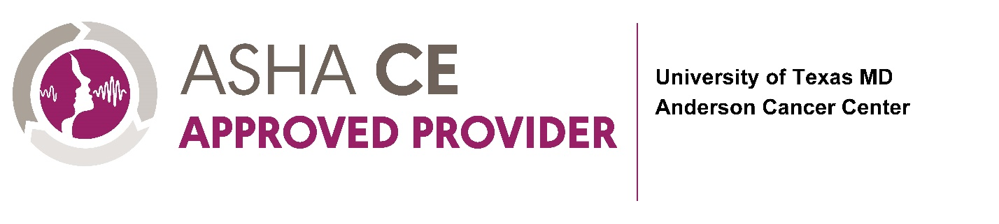 ASHA CE
APPROVED PROVIDER
University of Texas MD
Anderson Cancer Center